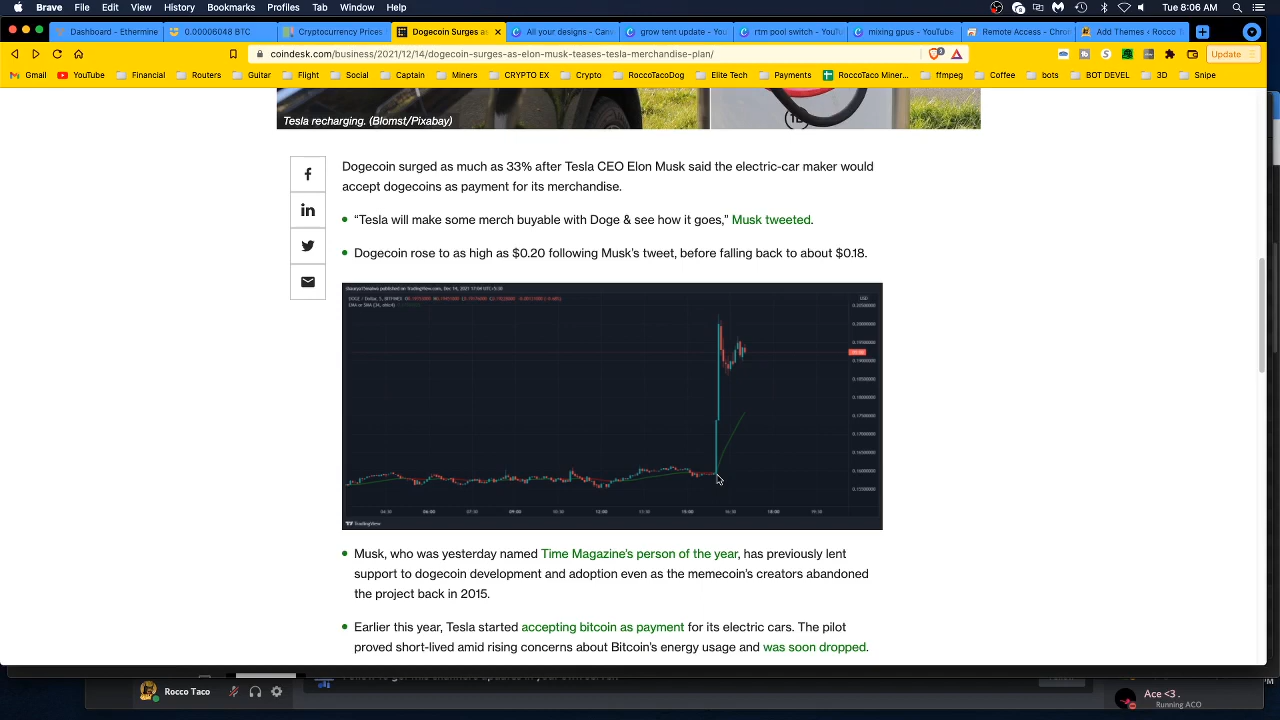 Brave File Edit View History Bookmarks Profiles Tab Window Help
Tue 8:06 AM
Dashboard - Ethermine
0.00006048 BTC
Cryptocurrency Prices
Dogecoin Surges as
All your designs - Canv
grow tent update - You
rtm pool switch - YouTu
mixing gpus - YouTube
Remote Access - Chron
Add Themes ‹ Rocco T
coindesk.com/business/2021/12/14/dogecoin-surges-as-elon-musk-teases-tesla-merchandise-plan/
Update
Gmail YouTube Financial Routers Guitar Flight Social Captain Miners CRYPTO EX Crypto RoccoTacoDog Elite Tech Payments RoccoTaco Miner... ffmpeg Coffee bots BOT DEVEL 3D Snipe
Tesla recharging. (Blomst/Pixabay)
Dogecoin surged as much as 33% after Tesla CEO Elon Musk said the electric-car maker would
accept dogecoins as payment for its merchandise.
“Tesla will make some merch buyable with Doge & see how it goes,” Musk tweeted.
Dogecoin rose to as high as $0.20 following Musk's tweet, before falling back to about $0.18.
USD
TradingView
Musk, who was yesterday named Time Magazine's person of the year, has previously lent
support to dogecoin development and adoption even as the memecoin's creators abandoned
the project back in 2015.
Earlier this year, Tesla started accepting bitcoin as payment for its electric cars. The pilot
proved short-lived amid rising concerns about Bitcoin's energy usage and was soon dropped.
Rocco Taco
Ace <3 .
Running ACO